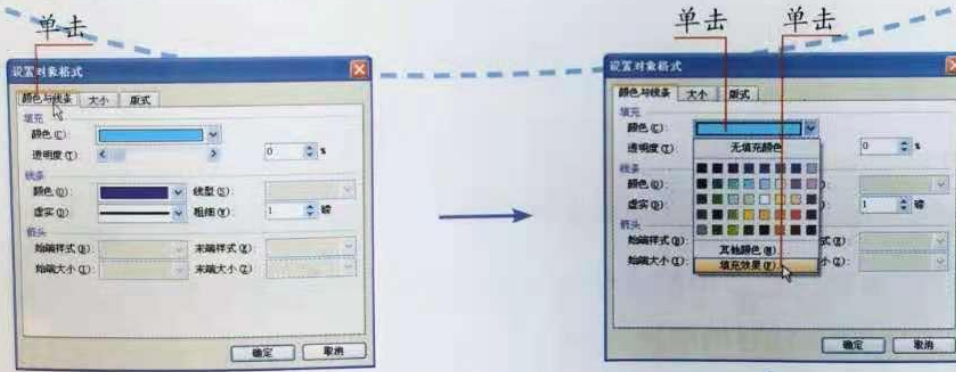 单击
设置对象格式
颜色与线条 大小 版式
填充
颜色(C):
透明度(T): 0 %
线条
颜色(O): 线型(S):
虚实(D): 粗细(W): 1 磅
箭头
始端样式(B): 末端样式(E):
始端大小(I): 末端大小(Z):
确定 取消
单击 单击
设置对象格式
颜色与线条 大小 版式
填充
颜色(C):
透明度(T): 0 %
无填充颜色
线条
颜色(O):
虚实(D): 1 磅
箭头
始端样式(B): 式(E):
其他颜色(M)...
始端大小(I): 小(Z):
填充效果(F)...
确定 取消